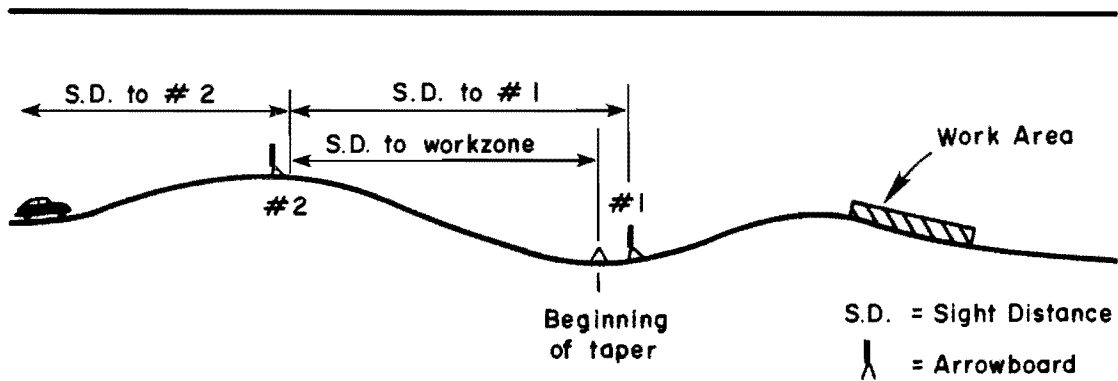 S.D. to #2
S.D. to #1
S.D. to workzone
Work Area
#2
#1
Beginning
of taper
S.D. = Sight Distance
= Arrowboard